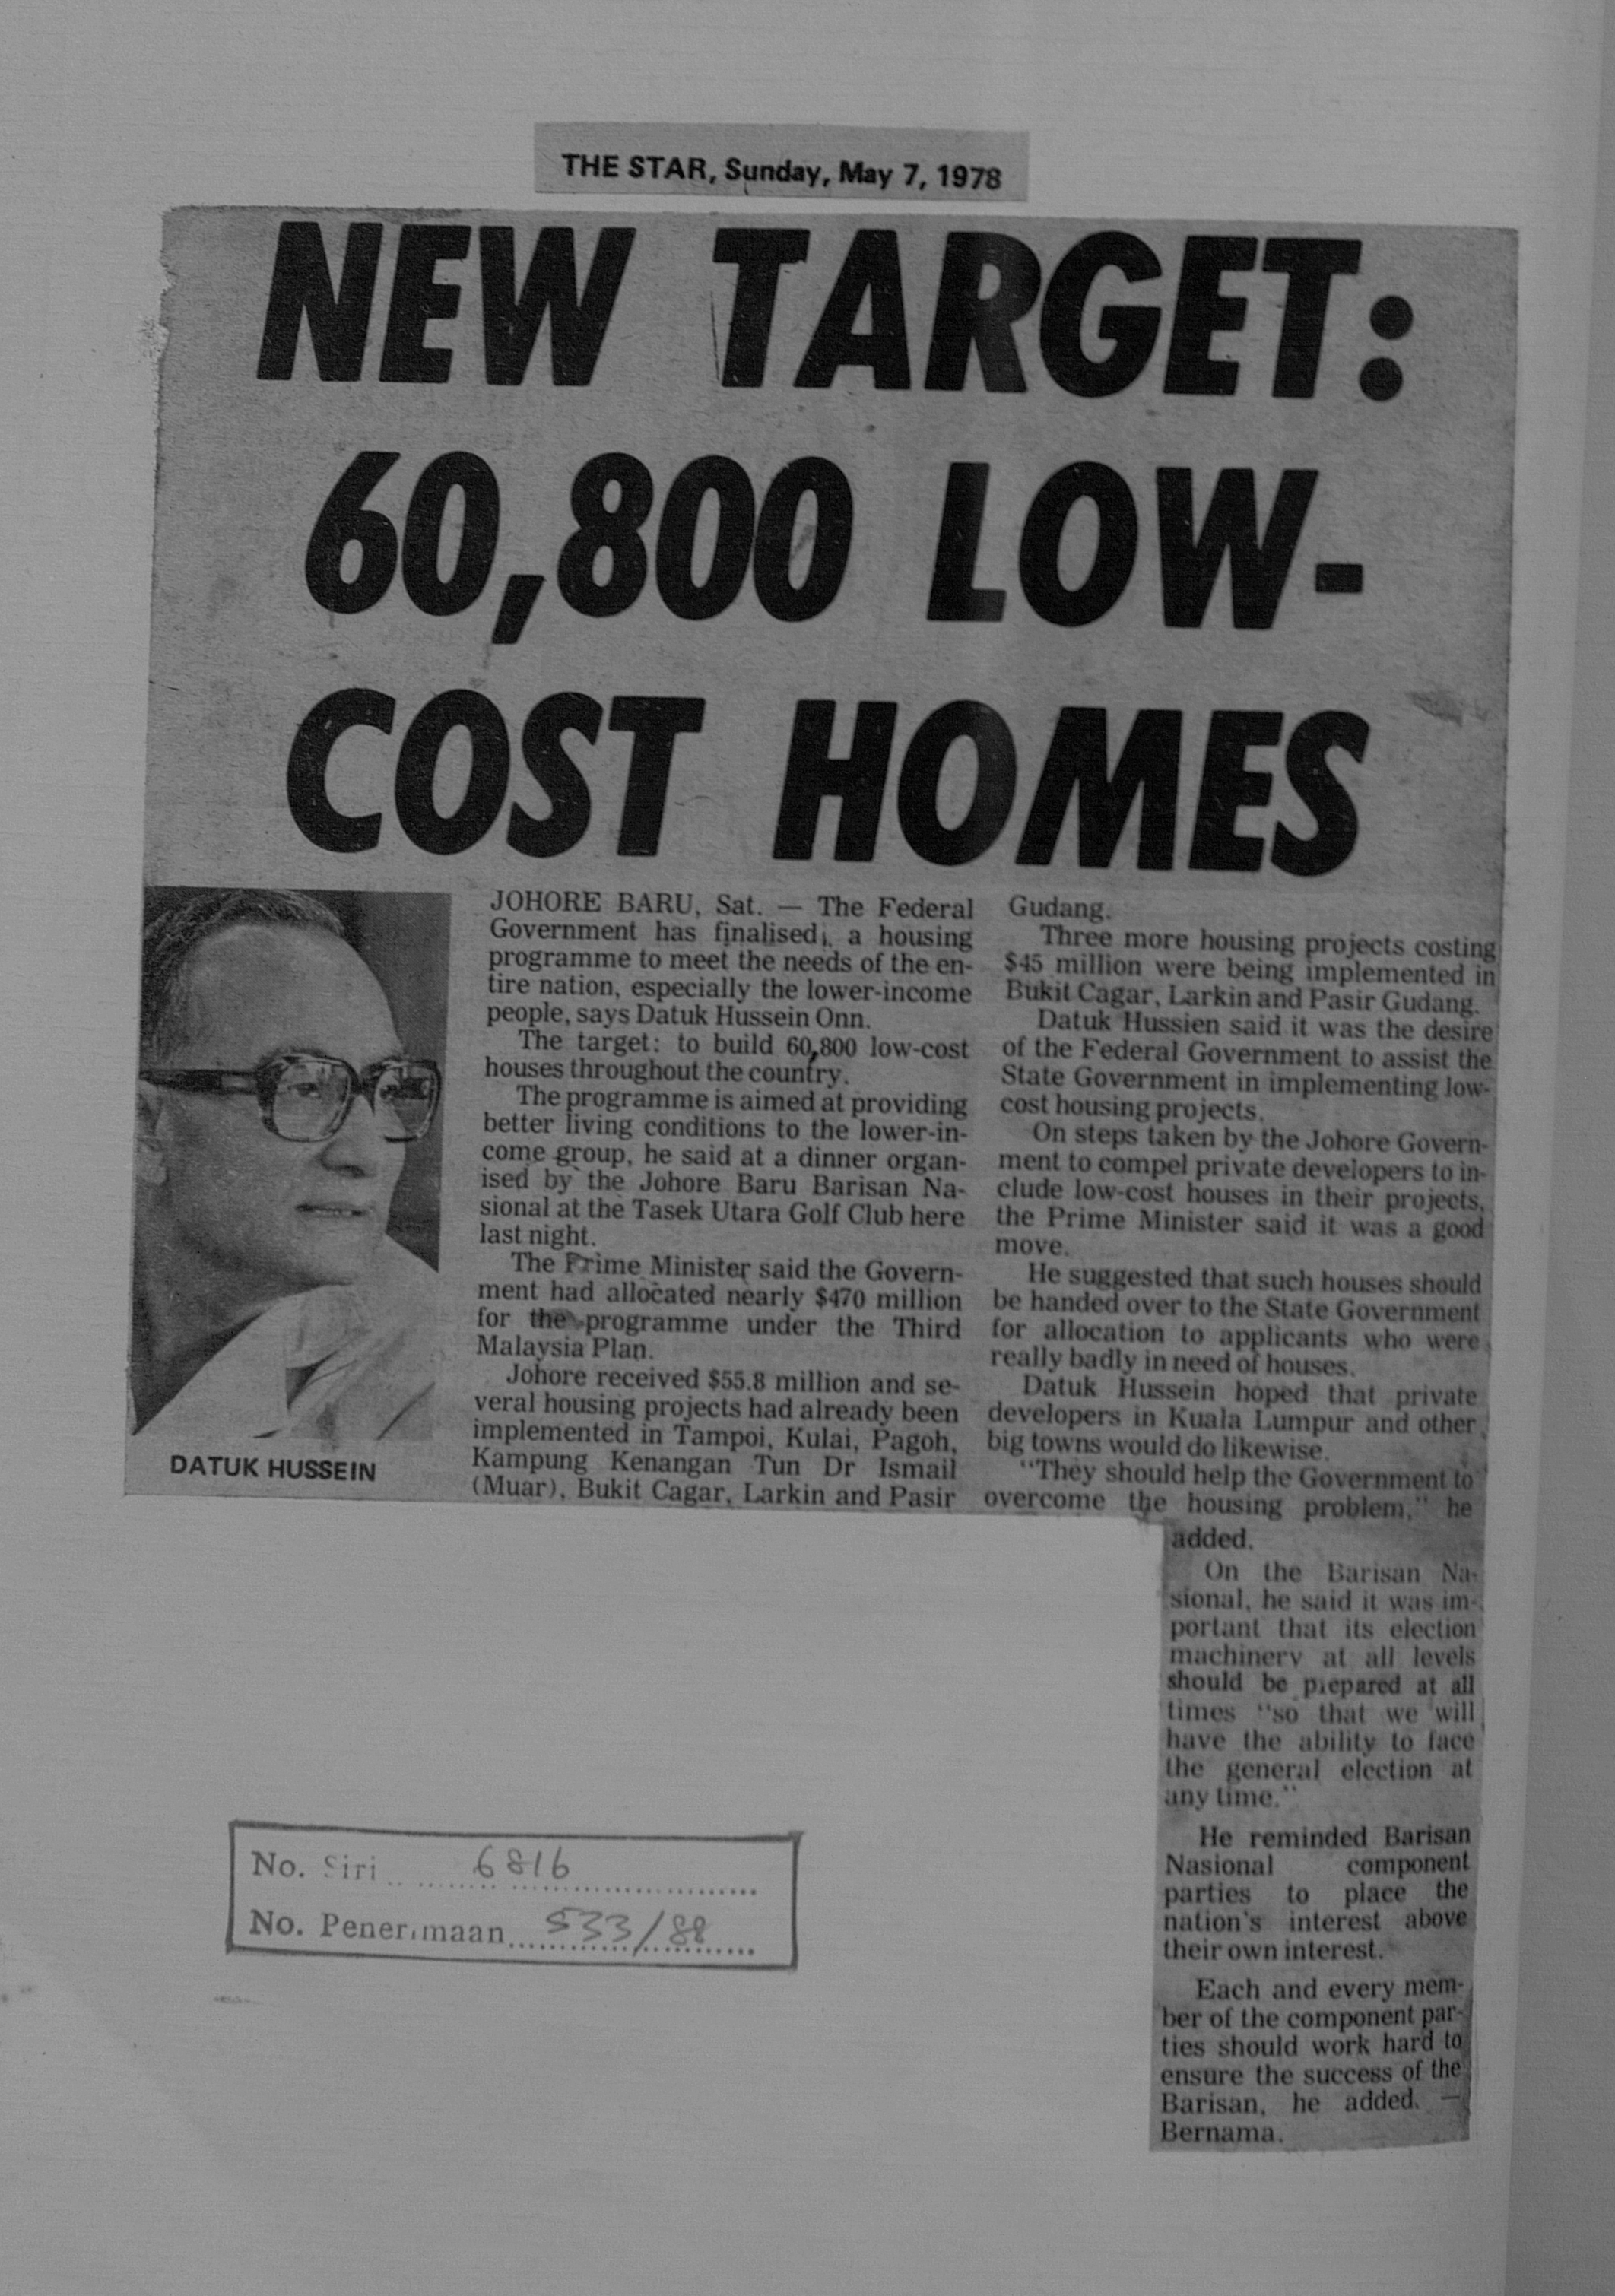 THE STAR, Sunday, May 7, 1978
NEW TARGET:
60,800 LOW-
COST HOMES
DATUK HUSSEIN
JOHORE BARU, Sat. — The Federal
Government has finalised, a housing
programme to meet the needs of the en-
tire nation, especially the lower-income
people, says Datuk Hussein Onn.
The target: to build 60,800 low-cost
houses throughout the country.
The programme is aimed at providing
better living conditions to the lower-in-
come group, he said at a dinner organ-
ised by the Johore Baru Barisan Na-
sional at the Tasek Utara Golf Club here
last night.
The Prime Minister said the Govern-
ment had allocated nearly $470 million
for the programme under the Third
Malaysia Plan.
Johore received $55.8 million and se-
veral housing projects had already been
implemented in Tampoi, Kulai, Pagoh,
Kampung Kenangan Tun Dr Ismail
(Muar), Bukit Cagar, Larkin and Pasir
Gudang.
Three more housing projects costing
$45 million were being implemented in
Bukit Cagar, Larkin and Pasir Gudang.
Datuk Hussien said it was the desire
of the Federal Government to assist the
State Government in implementing low-
cost housing projects.
On steps taken by the Johore Govern-
ment to compel private developers to in-
clude low-cost houses in their projects,
the Prime Minister said it was a good
move.
He suggested that such houses should
be handed over to the State Government
for allocation to applicants who were
really badly in need of houses.
Datuk Hussein hoped that private
developers in Kuala Lumpur and other
big towns would do likewise.
"They should help the Government to
overcome the housing problem," he
added.
On the Barisan Na-
sional, he said it was im-
portant that its election
machinery at all levels
should be prepared at all
times "so that we will
have the ability to face
the general election at
any time."
He reminded Barisan
Nasional component
parties to place the
nation's interest above
their own interest.
Each and every mem-
ber of the component par-
ties should work hard to
ensure the success of the
Barisan, he added. —
Bernama.
No. Siri 6816
No. Penerimaan 533/88